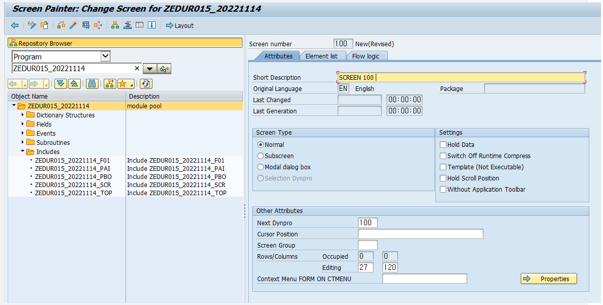 Screen Painter: Change Screen for ZEDUR015_20221114
Layout
Repository Browser
Program
ZEDUR015_20221114
Object Name Description
ZEDUR015_20221114 module pool
Dictionary Structures
Fields
Events
Subroutines
Includes
ZEDUR015_20221114_F01 Include ZEDUR015_20221114_F01
ZEDUR015_20221114_PAI Include ZEDUR015_20221114_PAI
ZEDUR015_20221114_PBO Include ZEDUR015_20221114_PBO
ZEDUR015_20221114_SCR Include ZEDUR015_20221114_SCR
ZEDUR015_20221114_TOP Include ZEDUR015_20221114_TOP
Screen number 100 New(Revised)
Attributes Element list Flow logic
Short Description SCREEN 100
Original Language EN English Package
Last Changed 00:00:00
Last Generation 00:00:00
Screen Type
Normal
Subscreen
Modal dialog box
Selection Dynpro
Settings
Hold Data
Switch Off Runtime Compress
Template (Not Executable)
Hold Scroll Position
Without Application Toolbar
Other Attributes
Next Dynpro 100
Cursor Position
Screen Group
Rows/Columns Occupied 0 0
Editing 27 120
Context Menu FORM ON CTMENU
Properties